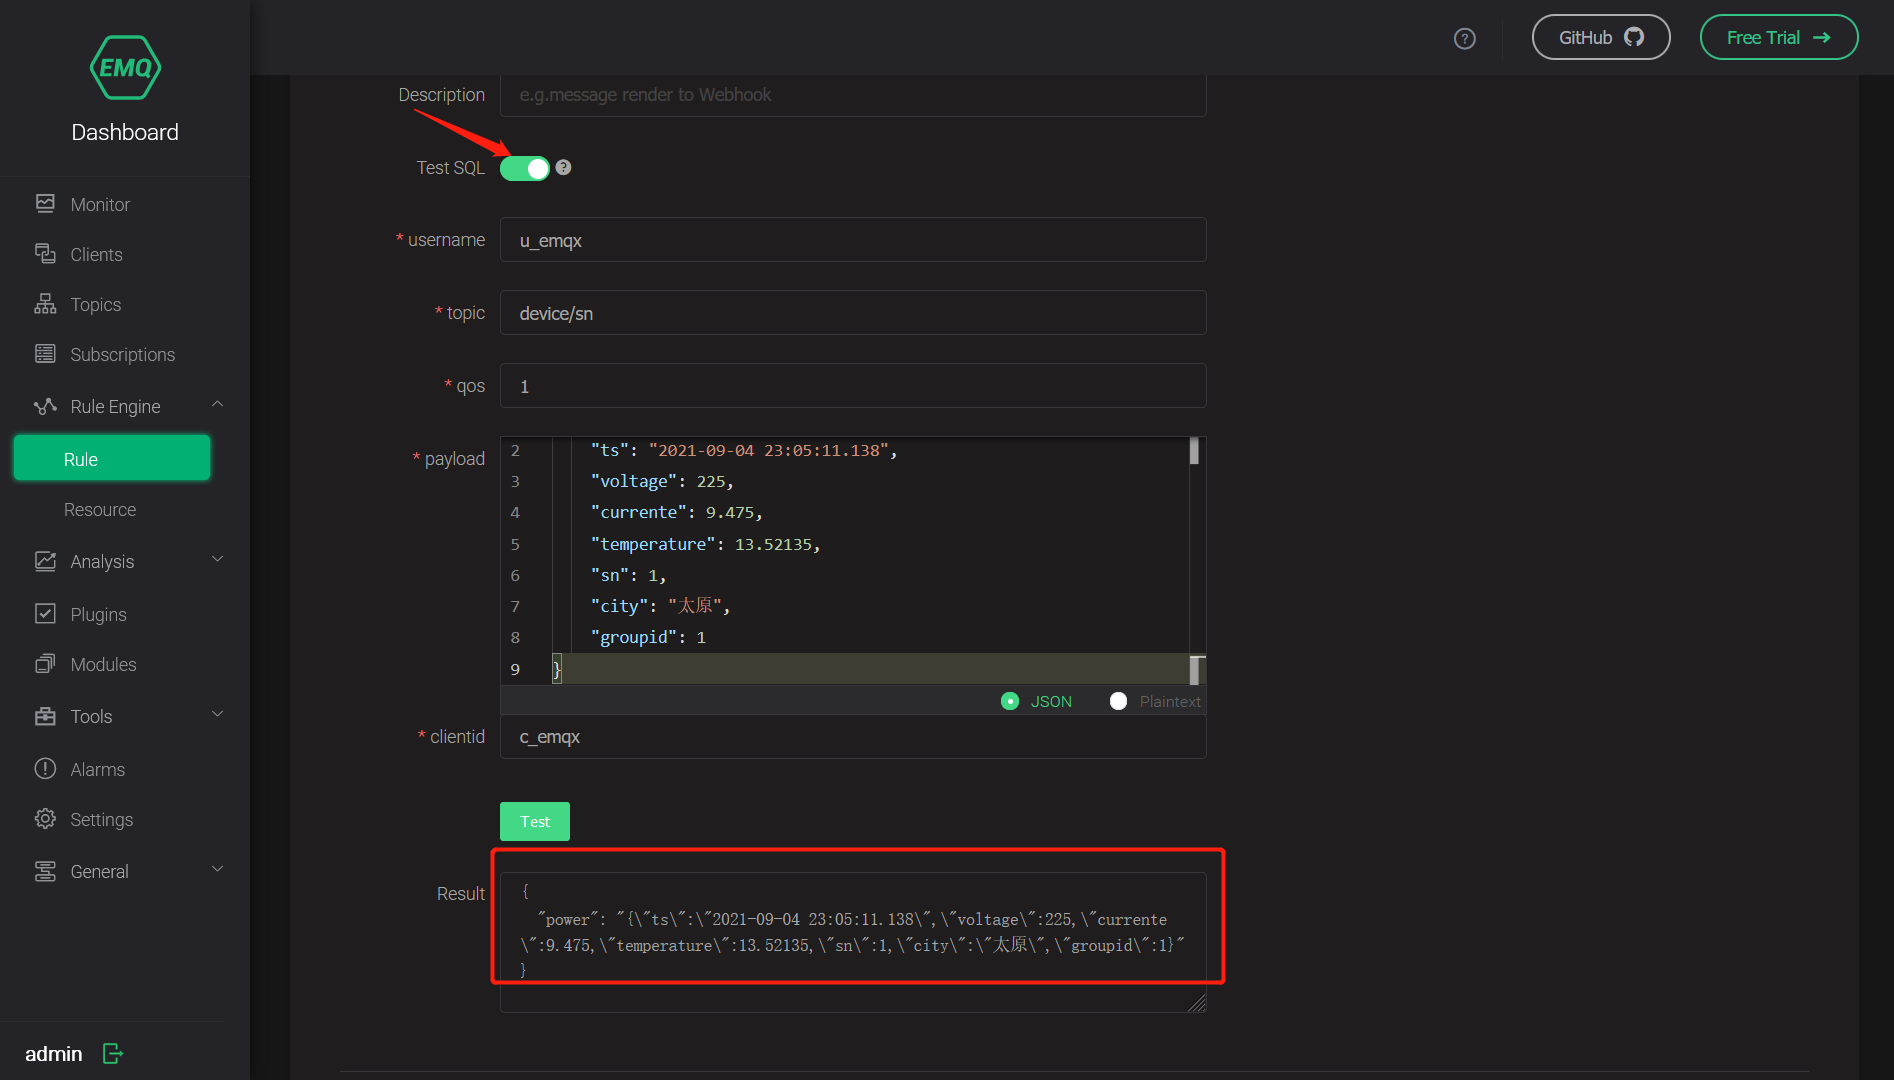 EMQ
Dashboard
Monitor
Clients
Topics
Subscriptions
Rule Engine
Rule
Resource
Analysis
Plugins
Modules
Tools
Alarms
Settings
General
admin
?
GitHub
Free Trial →
Description
e.g.message render to Webhook
Test SQL
?
* username
u_emqx
* topic
device/sn
* qos
1
* payload
2 "ts": "2021-09-04 23:05:11.138",
3 "voltage": 225,
4 "currente": 9.475,
5 "temperature": 13.52135,
6 "sn": 1,
7 "city": "太原",
8 "groupid": 1
9 }
JSON
Plaintext
* clientid
c_emqx
Test
Result
{
"power": "{\"ts\":\"2021-09-04 23:05:11.138\",\"voltage\":225,\"currente
\":9.475,\"temperature\":13.52135,\"sn\":1,\"city\":\"太原\",\"groupid\":1}"
}